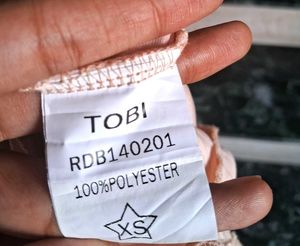 TOBI
RDB140201
100%POLYESTER
XS